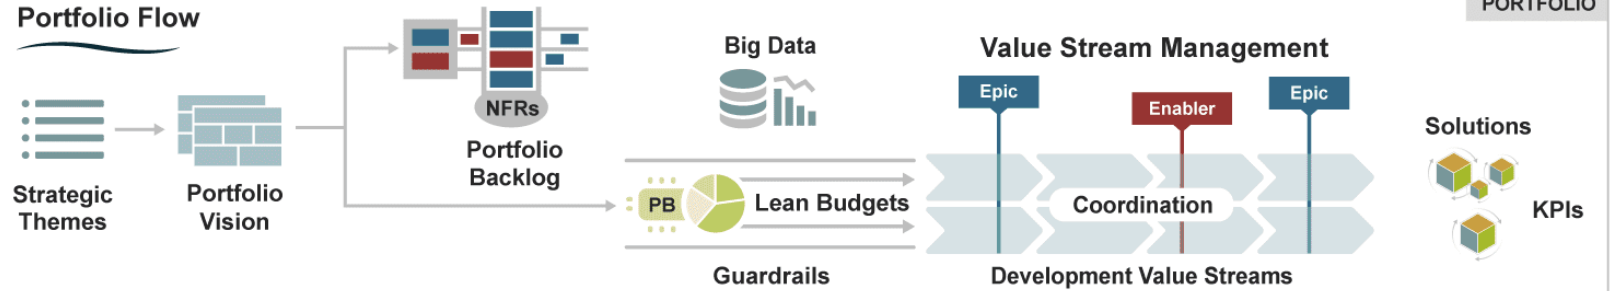 Portfolio Flow
PORTFOLIO
Strategic
Themes
Portfolio
Vision
NFRs
Portfolio
Backlog
Big Data
PB
Lean Budgets
Guardrails
Value Stream Management
Epic
Enabler
Epic
Coordination
Development Value Streams
Solutions
KPIs